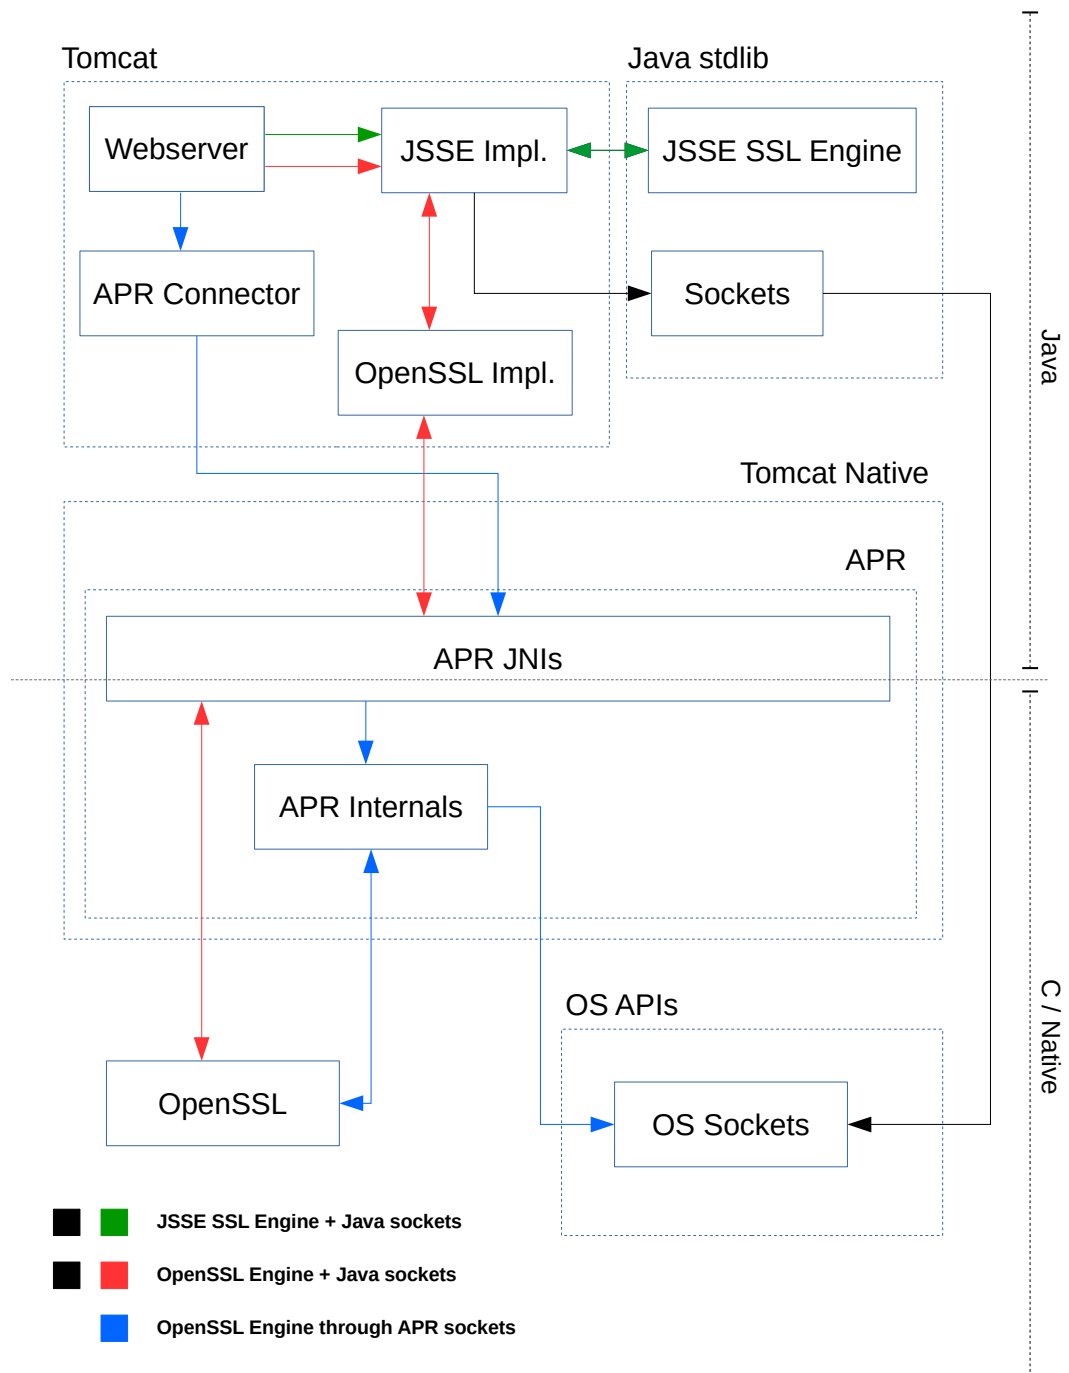 Tomcat
Java stdlib
Webserver
JSSE Impl.
JSSE SSL Engine
APR Connector
Sockets
OpenSSL Impl.
Java
Tomcat Native
APR
APR JNIs
APR Internals
OS APIs
C / Native
OpenSSL
OS Sockets
JSSE SSL Engine + Java sockets
OpenSSL Engine + Java sockets
OpenSSL Engine through APR sockets